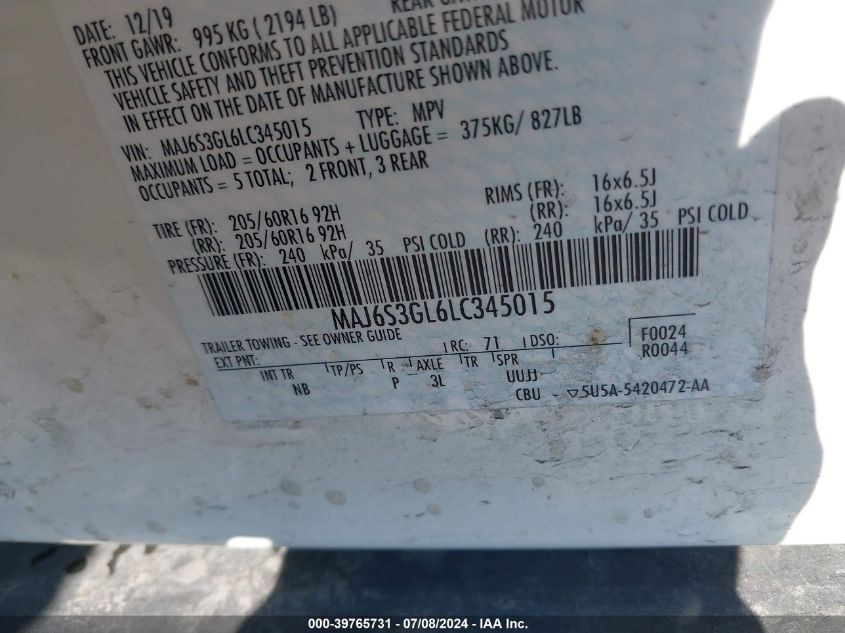 DATE: 12/19
FRONT GAWR: 995 KG ( 2194 LB) REAR
THIS VEHICLE CONFORMS TO ALL APPLICABLE FEDERAL MOTOR
VEHICLE SAFETY AND THEFT PREVENTION STANDARDS
IN EFFECT ON THE DATE OF MANUFACTURE SHOWN ABOVE.
VIN: MAJ6S3GL6LC345015 TYPE: MPV
MAXIMUM LOAD = OCCUPANTS + LUGGAGE = 375KG/ 827LB
OCCUPANTS = 5 TOTAL; 2 FRONT, 3 REAR
TIRE (FR): 205/60R16 92H RIMS (FR): 16x6.5J
(RR): 205/60R16 92H (RR): 16x6.5J
PRESSURE (FR): 240 kPa/ 35 PSI COLD (RR): 240 kPa/ 35 PSI COLD
MAJ6S3GL6LC345015
TRAILER TOWING - SEE OWNER GUIDE
EXT PNT: RC: 71 DSO: F0024
R0044
INT TR TP/PS R AXLE TR SPR
NB P 3L UUJJ
CBU - ▽5U5A-5420472-AA
000-39765731 - 07/08/2024 - IAA Inc.